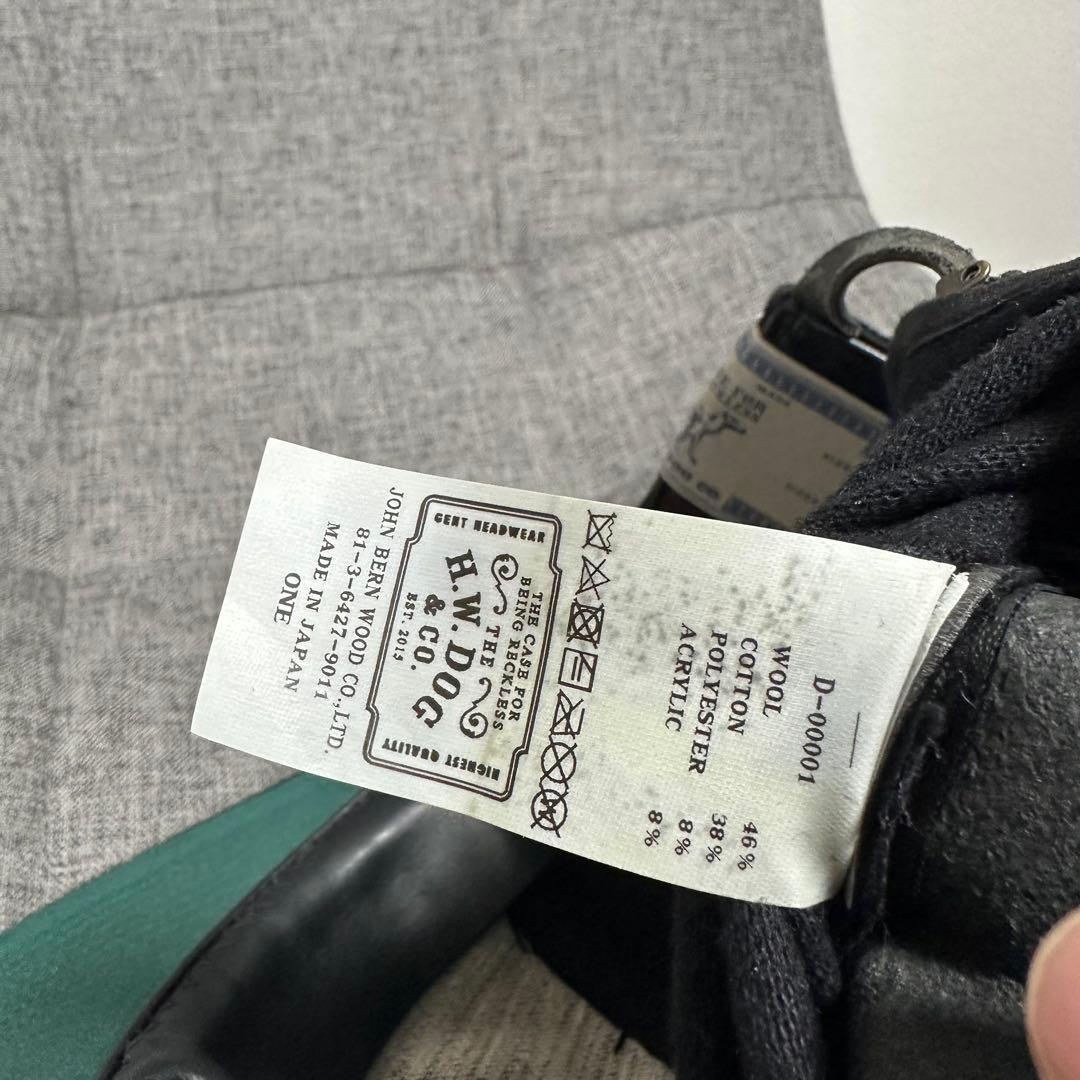 D-00001
WOOL 46%
COTTON 38%
POLYESTER 8%
ACRYLIC 8%
GENT HEADWEAR
THE CASE FOR
BEING RECKLESS
THE
H.W.DOG
& CO.
EST. 2015
HIGHEST QUALITY
JOHN BERN WOOD CO.,LTD.
81-3-6427-9011
MADE IN JAPAN
ONE